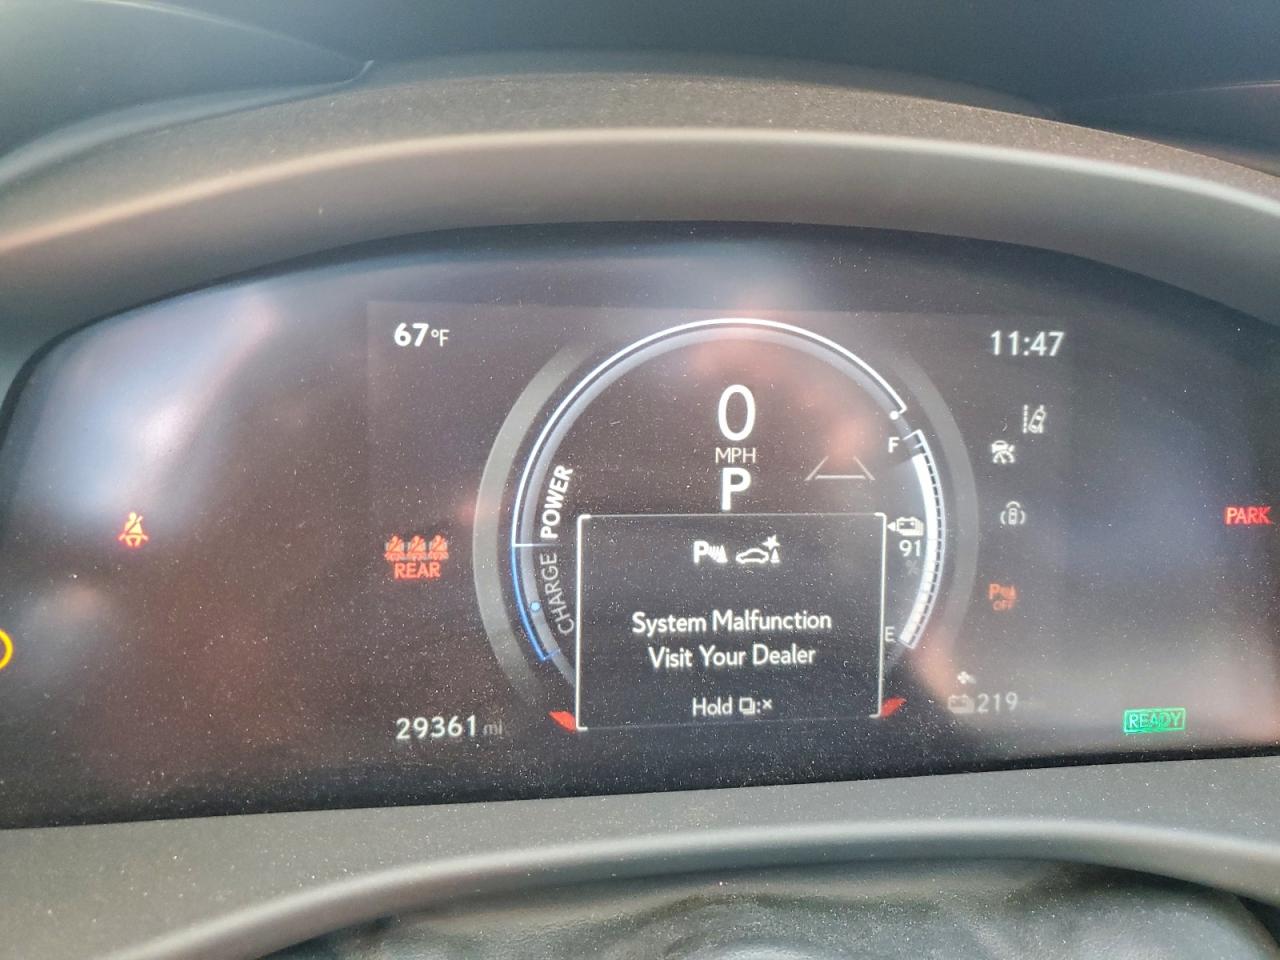 67°F
11:47
0
MPH
P
F
POWER
CHARGE
91
%
E
REAR
PARK
P
OFF
P
System Malfunction
Visit Your Dealer
Hold :×
29361 mi
219
READY